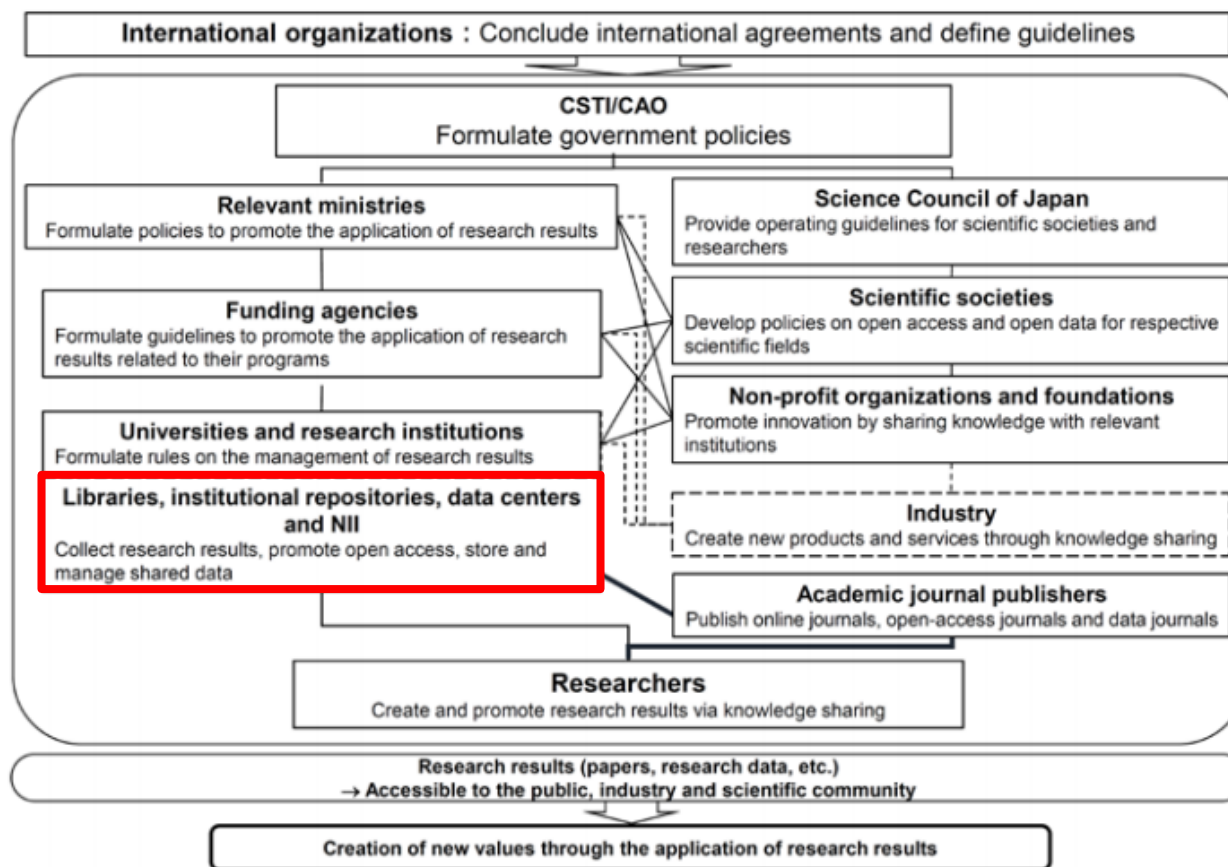 International organizations : Conclude international agreements and define guidelines
CSTI/CAO
Formulate government policies
Relevant ministries
Formulate policies to promote the application of research results
Science Council of Japan
Provide operating guidelines for scientific societies and
researchers
Funding agencies
Formulate guidelines to promote the application of research
results related to their programs
Scientific societies
Develop policies on open access and open data for respective
scientific fields
Non-profit organizations and foundations
Promote innovation by sharing knowledge with relevant
institutions
Universities and research institutions
Formulate rules on the management of research results
Libraries, institutional repositories, data centers
and NII
Collect research results, promote open access, store and
manage shared data
Industry
Create new products and services through knowledge sharing
Academic journal publishers
Publish online journals, open-access journals and data journals
Researchers
Create and promote research results via knowledge sharing
Research results (papers, research data, etc.)
→ Accessible to the public, industry and scientific community
Creation of new values through the application of research results